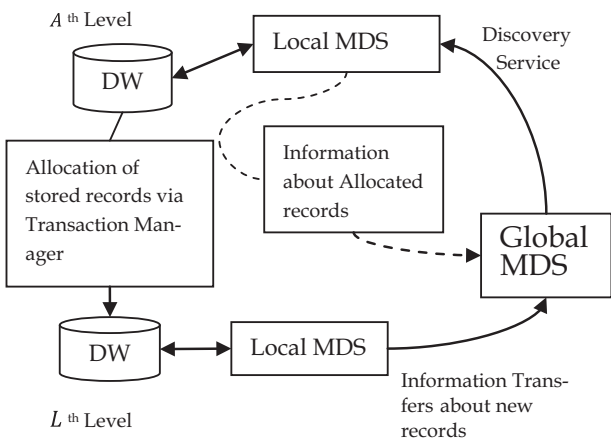 A th Level
Local MDS
Discovery
Service
DW
Allocation of
stored records via
Transaction Man-
ager
Information
about Allocated
records
Global
MDS
DW
Local MDS
Information Trans-
fers about new
records
L th Level